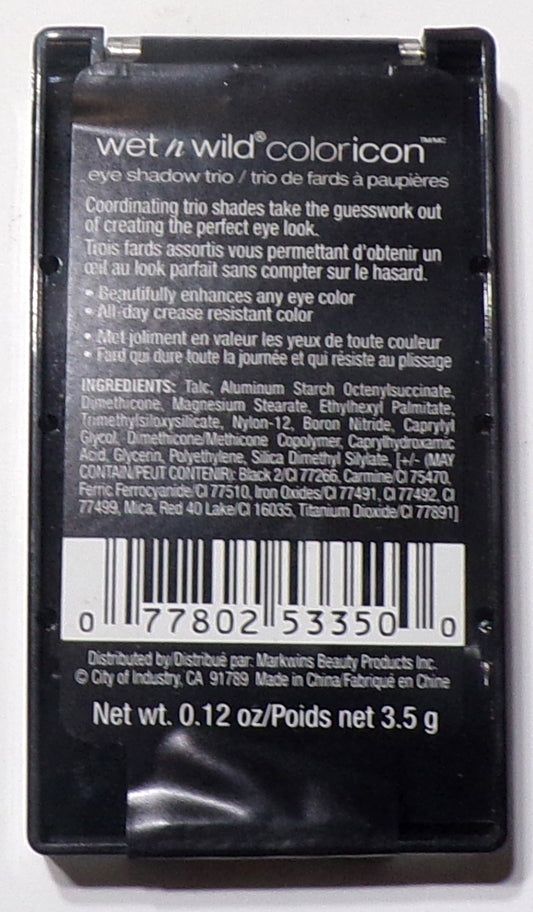 wet n wild® coloricon™/MC
eye shadow trio / trio de fards à paupières
Coordinating trio shades take the guesswork out
of creating the perfect eye look.
Trois fards assortis vous permettant d'obtenir un
œil au look parfait sans compter sur le hasard.
• Beautifully enhances any eye color
• All-day crease resistant color
• Met joliment en valeur les yeux de toute couleur
• Fard qui dure toute la journée et qui résiste au plissage
INGREDIENTS: Talc, Aluminum Starch Octenylsuccinate,
Dimethicone, Magnesium Stearate, Ethylhexyl Palmitate,
Trimethylsiloxysilicate, Nylon-12, Boron Nitride, Caprylyl
Glycol, Dimethicone/Methicone Copolymer, Caprylhydroxamic
Acid, Glycerin, Polyethylene, Silica Dimethyl Silylate, [+/- (MAY
CONTAIN/PEUT CONTENIR): Black 2/CI 77266, Carmine/CI 75470,
Ferric Ferrocyanide/CI 77510, Iron Oxides/CI 77491, CI 77492, CI
77499, Mica, Red 40 Lake/CI 16035, Titanium Dioxide/CI 77891]
0 77802 53350 0
Distributed by/Distribué par: Markwins Beauty Products Inc.
© City of Industry, CA 91789 Made in China/Fabriqué en Chine
Net wt. 0.12 oz/Poids net 3.5 g